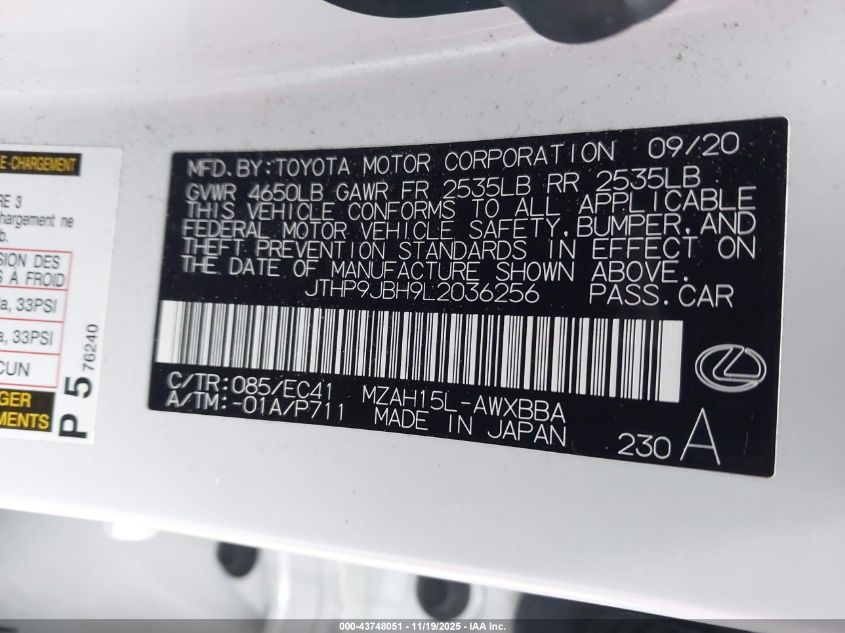 E-CHARGEMENT
RE 3
chargement ne
b.
SION DES
S À FROID
a, 33PSI
a, 33PSI
CUN
GER
EMENTS
P 5 76240
MFD.BY:TOYOTA MOTOR CORPORATION 09/20
GVWR 4650LB GAWR FR 2535LB RR 2535LB
THIS VEHICLE CONFORMS TO ALL APPLICABLE
FEDERAL MOTOR VEHICLE SAFETY,BUMPER,AND
THEFT PREVENTION STANDARDS IN EFFECT ON
THE DATE OF MANUFACTURE SHOWN ABOVE.
JTHP9JBH9L2036256 PASS.CAR
C/TR:085/EC41 MZAH15L-AWXBBA
A/TM:-01A/P711 MADE IN JAPAN
230 A
000-43748051 - 11/19/2025 - IAA Inc.